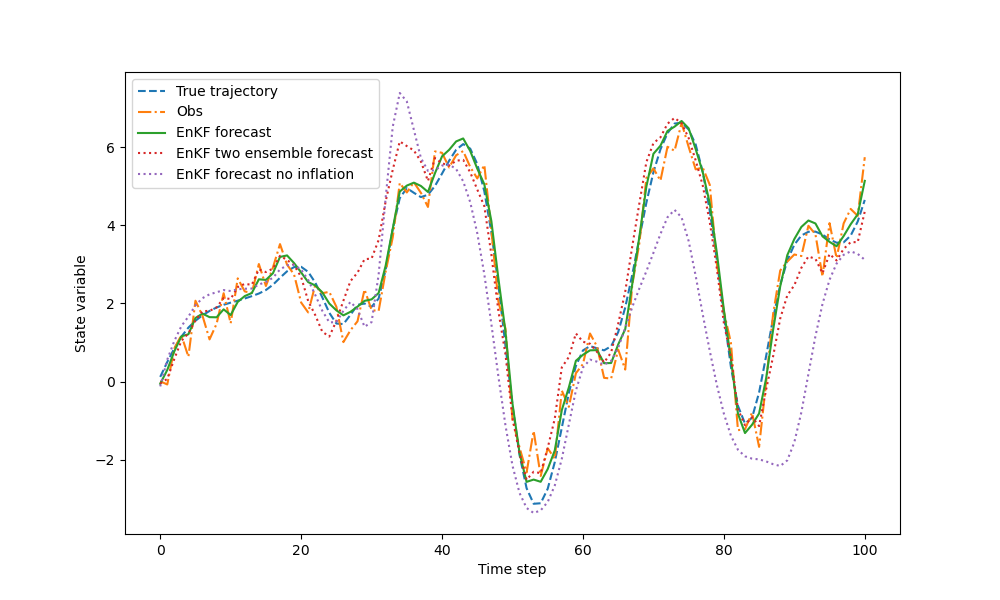 True trajectory
Obs
EnKF forecast
EnKF two ensemble forecast
EnKF forecast no inflation
State variable
6
4
2
0
−2
0 20 40 60 80 100
Time step